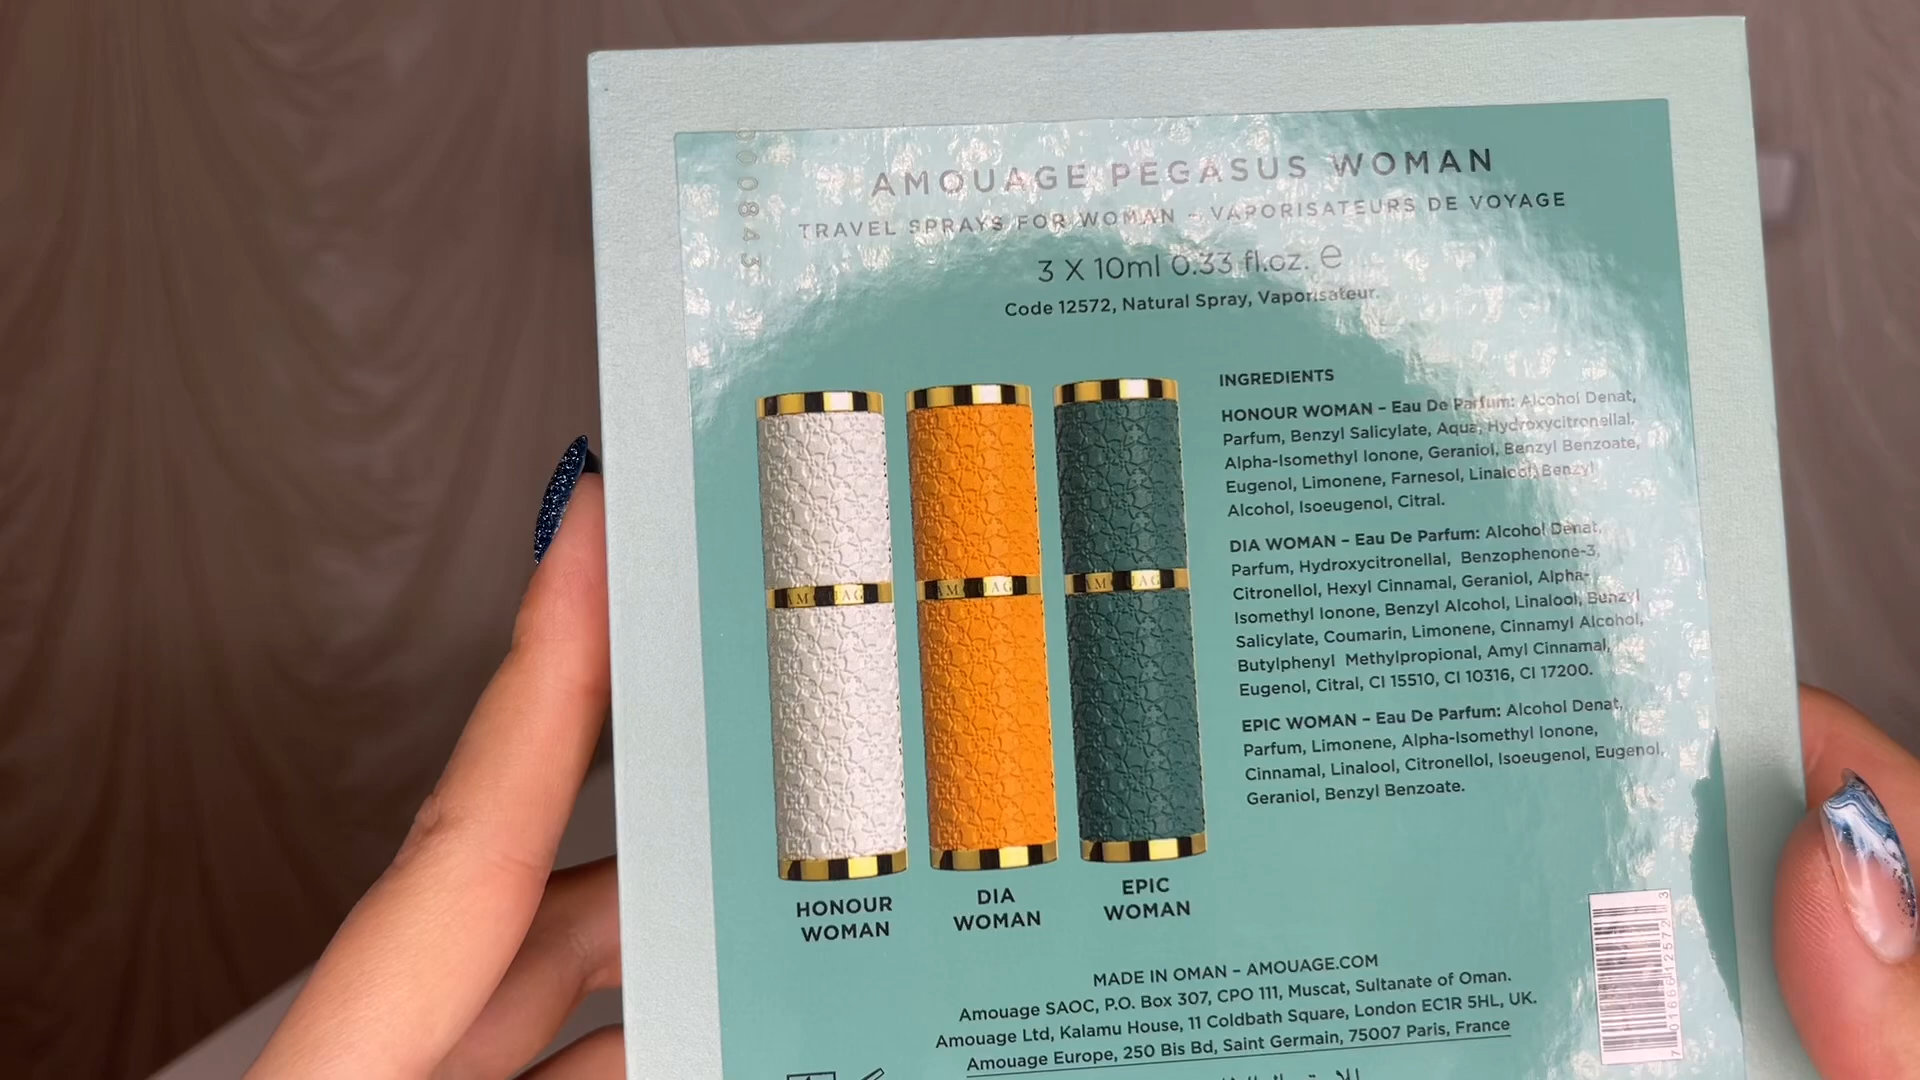 000843
AMOUAGE PEGASUS WOMAN
TRAVEL SPRAYS FOR WOMAN – VAPORISATEURS DE VOYAGE
3 X 10ml 0.33 fl.oz. e
Code 12572, Natural Spray, Vaporisateur.
INGREDIENTS
HONOUR WOMAN – Eau De Parfum: Alcohol Denat,
Parfum, Benzyl Salicylate, Aqua, Hydroxycitronellal,
Alpha-Isomethyl Ionone, Geraniol, Benzyl Benzoate,
Eugenol, Limonene, Farnesol, Linalool, Benzyl
Alcohol, Isoeugenol, Citral.
DIA WOMAN – Eau De Parfum: Alcohol Denat,
Parfum, Hydroxycitronellal, Benzophenone-3,
Citronellol, Hexyl Cinnamal, Geraniol, Alpha-
Isomethyl Ionone, Benzyl Alcohol, Linalool, Benzyl
Salicylate, Coumarin, Limonene, Cinnamyl Alcohol,
Butylphenyl Methylpropional, Amyl Cinnamal,
Eugenol, Citral, CI 15510, CI 10316, CI 17200.
EPIC WOMAN – Eau De Parfum: Alcohol Denat,
Parfum, Limonene, Alpha-Isomethyl Ionone,
Cinnamal, Linalool, Citronellol, Isoeugenol, Eugenol,
Geraniol, Benzyl Benzoate.
AMOUAGE
AMOUAGE
AMOUAGE
HONOUR
WOMAN
DIA
WOMAN
EPIC
WOMAN
MADE IN OMAN – AMOUAGE.COM
Amouage SAOC, P.O. Box 307, CPO 111, Muscat, Sultanate of Oman.
Amouage Ltd, Kalamu House, 11 Coldbath Square, London EC1R 5HL, UK.
Amouage Europe, 250 Bis Bd, Saint Germain, 75007 Paris, France
7 01666 12572 3